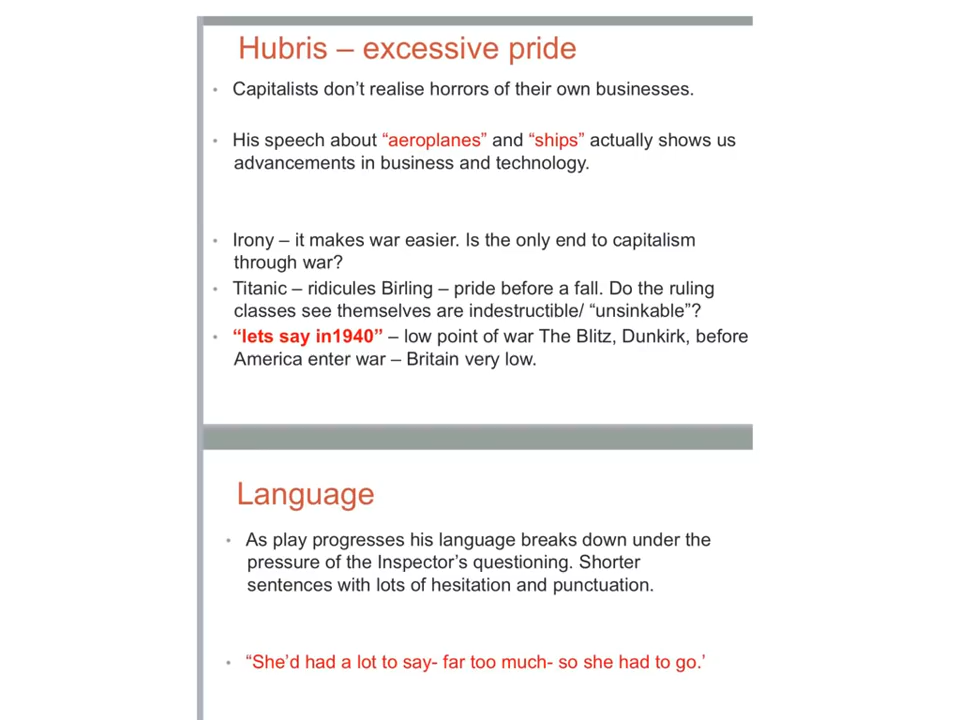 Hubris – excessive pride
• Capitalists don't realise horrors of their own businesses.
• His speech about “aeroplanes” and “ships” actually shows us
advancements in business and technology.
• Irony – it makes war easier. Is the only end to capitalism
through war?
• Titanic – ridicules Birling – pride before a fall. Do the ruling
classes see themselves are indestructible/ “unsinkable”?
• “lets say in1940” – low point of war The Blitz, Dunkirk, before
America enter war – Britain very low.
Language
• As play progresses his language breaks down under the
pressure of the Inspector’s questioning. Shorter
sentences with lots of hesitation and punctuation.
• “She’d had a lot to say- far too much- so she had to go.’